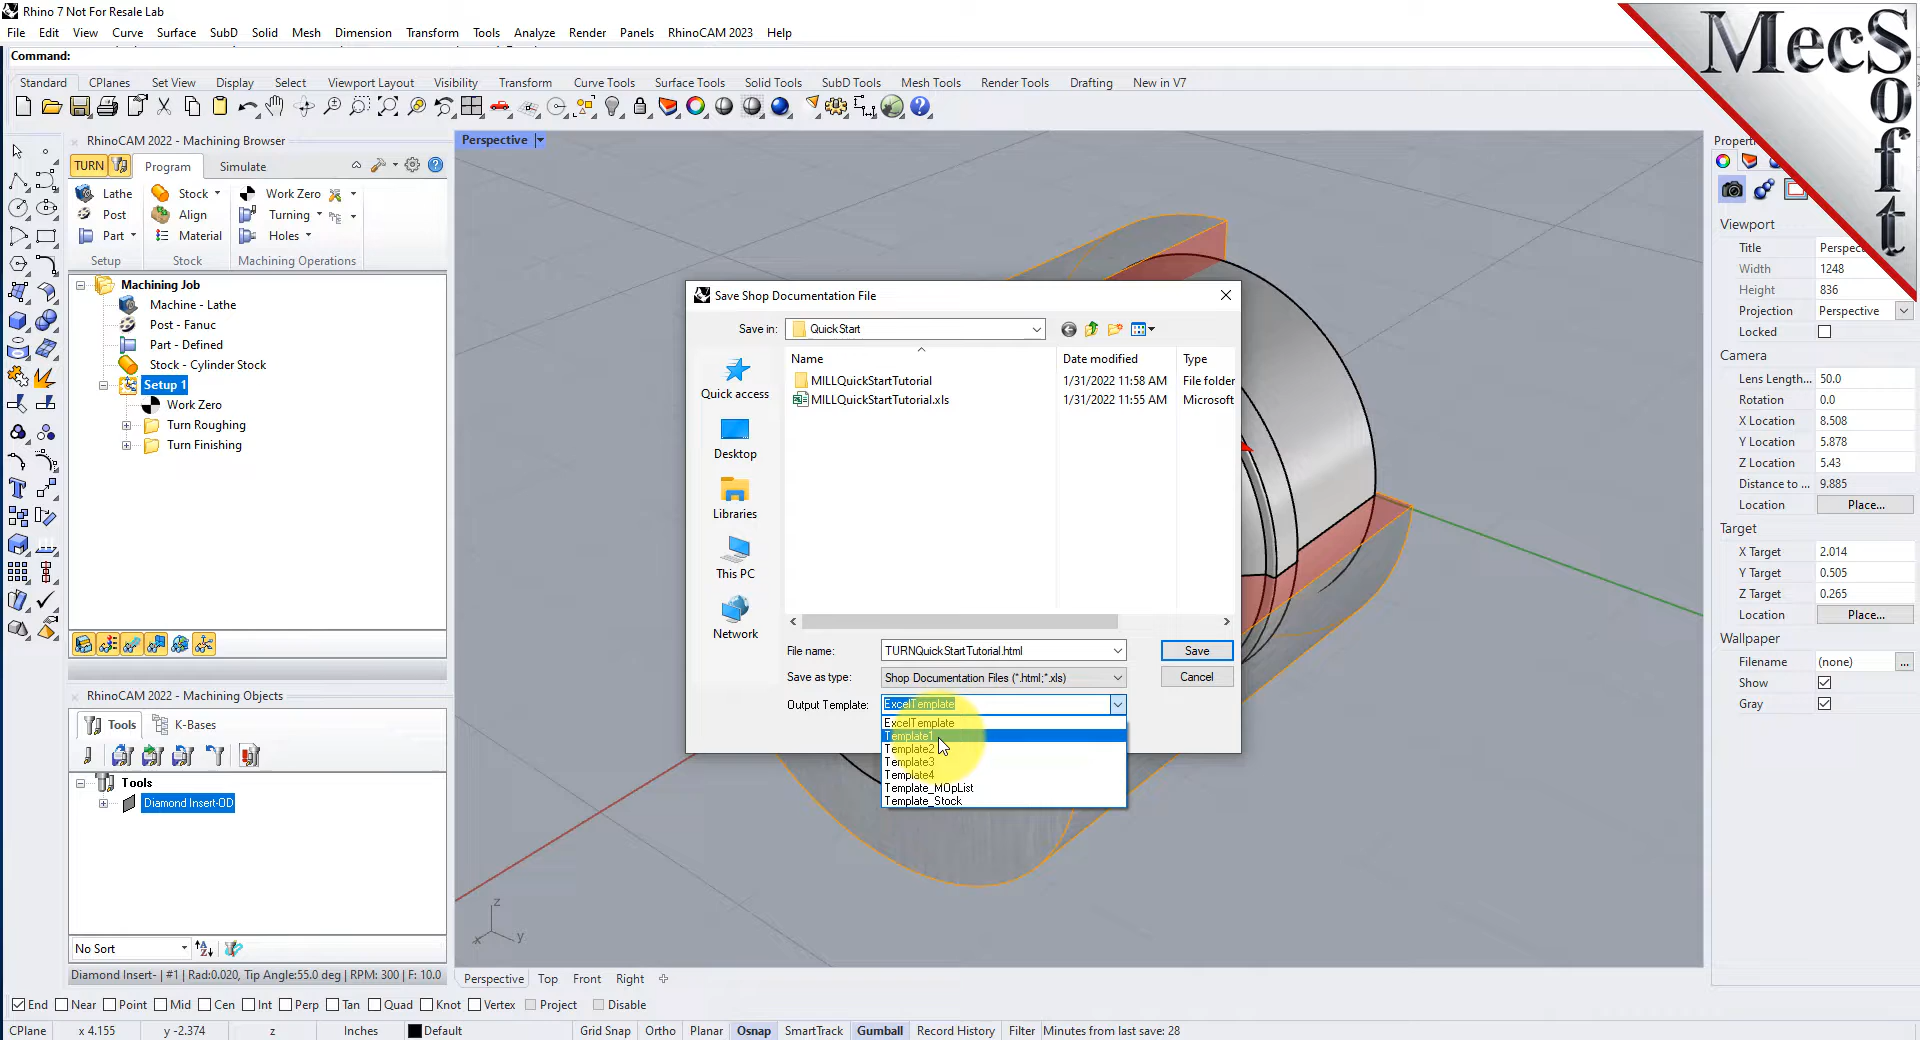 Rhino 7 Not For Resale Lab
File Edit View Curve Surface SubD Solid Mesh Dimension Transform Tools Analyze Render Panels RhinoCAM 2023 Help
Command:
Standard CPlanes Set View Display Select Viewport Layout Visibility Transform Curve Tools Surface Tools Solid Tools SubD Tools Mesh Tools Render Tools Drafting New in V7
MecSoft
RhinoCAM 2022 - Machining Browser
TURN Program Simulate
Lathe Stock Work Zero
Post Align Turning
Part Material Holes
Setup Stock Machining Operations
Machining Job
Machine - Lathe
Post - Fanuc
Part - Defined
Stock - Cylinder Stock
Setup 1
Work Zero
Turn Roughing
Turn Finishing
RhinoCAM 2022 - Machining Objects
Tools K-Bases
Tools
Diamond Insert-OD
No Sort
Diamond Insert- | #1 | Rad:0.020, Tip Angle:55.0 deg | RPM: 300 | F: 10.0
Perspective
Save Shop Documentation File
Save in: QuickStart
Name Date modified Type
MILLQuickStartTutorial 1/31/2022 11:58 AM File folder
MILLQuickStartTutorial.xls 1/31/2022 11:55 AM Microsoft
Quick access
Desktop
Libraries
This PC
Network
File name: TURNQuickStartTutorial.html Save
Save as type: Shop Documentation Files (*.html;*.xls) Cancel
Output Template: ExcelTemplate
ExcelTemplate
Template1
Template2
Template3
Template4
Template_MOpList
Template_Stock
z
x y
Perspective Top Front Right
Viewport
Title Perspec
Width 1248
Height 836
Projection Perspective
Locked
Camera
Lens Length... 50.0
Rotation 0.0
X Location 8.508
Y Location 5.878
Z Location 5.43
Distance to ... 9.885
Location Place...
Target
X Target 2.014
Y Target 0.505
Z Target 0.265
Location Place...
Wallpaper
Filename (none) ...
Show
Gray
End Near Point Mid Cen Int Perp Tan Quad Knot Vertex Project Disable
CPlane x 4.155 y -2.374 z Inches Default Grid Snap Ortho Planar Osnap SmartTrack Gumball Record History Filter Minutes from last save: 28